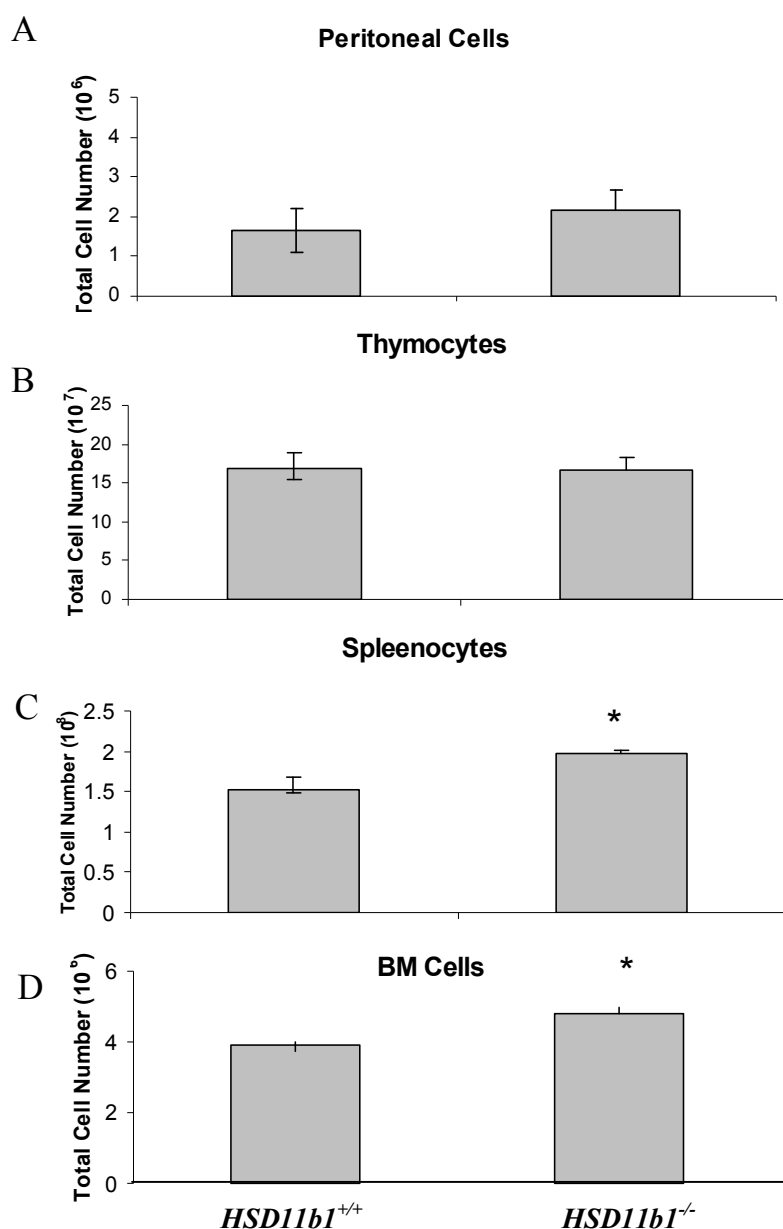 A
Peritoneal Cells
Total Cell Number (10⁶)
5
4
3
2
1
0
Thymocytes
B
Total Cell Number (10⁷)
25
20
15
10
5
0
Spleenocytes
C
Total Cell Number (10⁸)
2.5
2
1.5
1
0.5
0
*
D
BM Cells
Total Cell Number (10⁶)
6
4
2
0
*
HSD11b1⁺/⁺ HSD11b1⁻/⁻